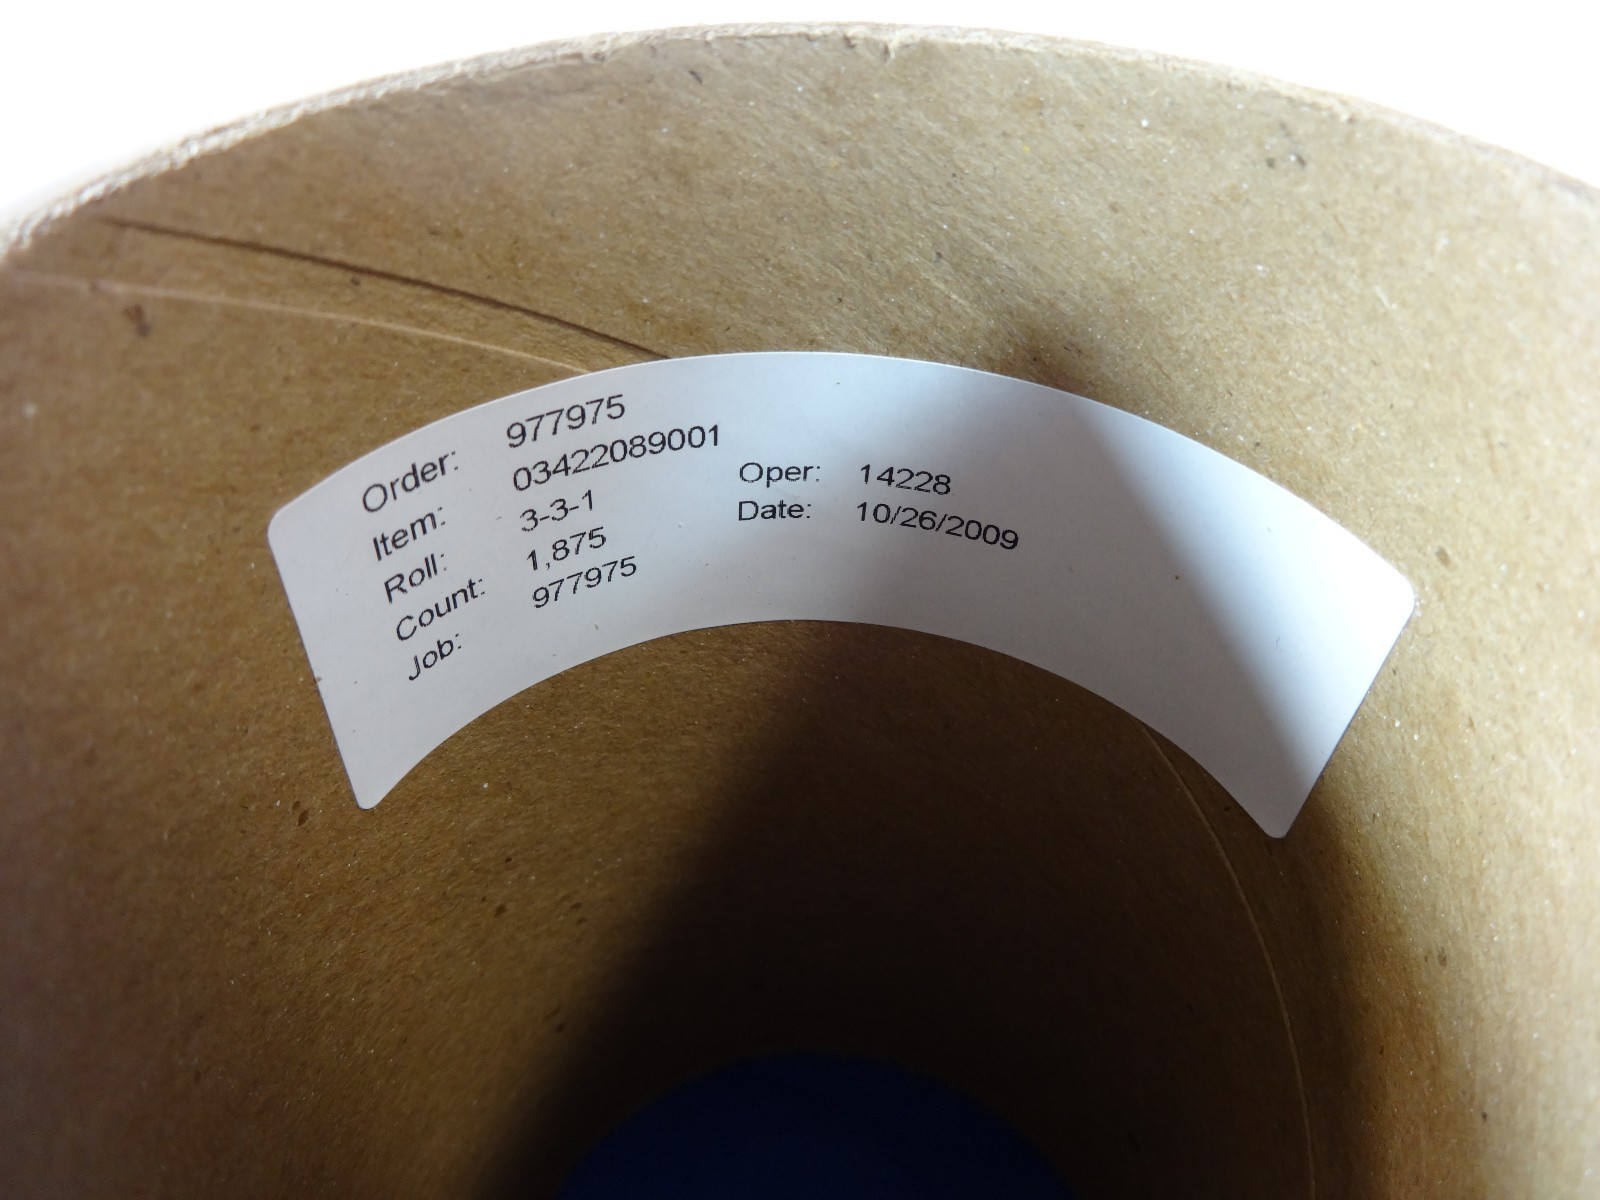 Order: 977975
Item: 03422089001
Roll: 3-3-1 Oper: 14228
Count: 1,875 Date: 10/26/2009
Job: 977975